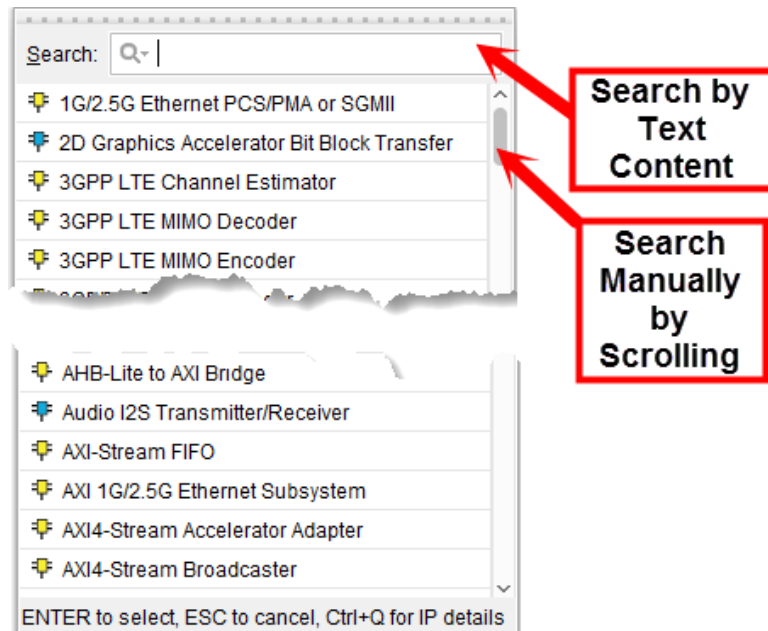 Search:
1G/2.5G Ethernet PCS/PMA or SGMII
2D Graphics Accelerator Bit Block Transfer
3GPP LTE Channel Estimator
3GPP LTE MIMO Decoder
3GPP LTE MIMO Encoder
AHB-Lite to AXI Bridge
Audio I2S Transmitter/Receiver
AXI-Stream FIFO
AXI 1G/2.5G Ethernet Subsystem
AXI4-Stream Accelerator Adapter
AXI4-Stream Broadcaster
ENTER to select, ESC to cancel, Ctrl+Q for IP details
Search by
Text
Content
Search
Manually
by
Scrolling